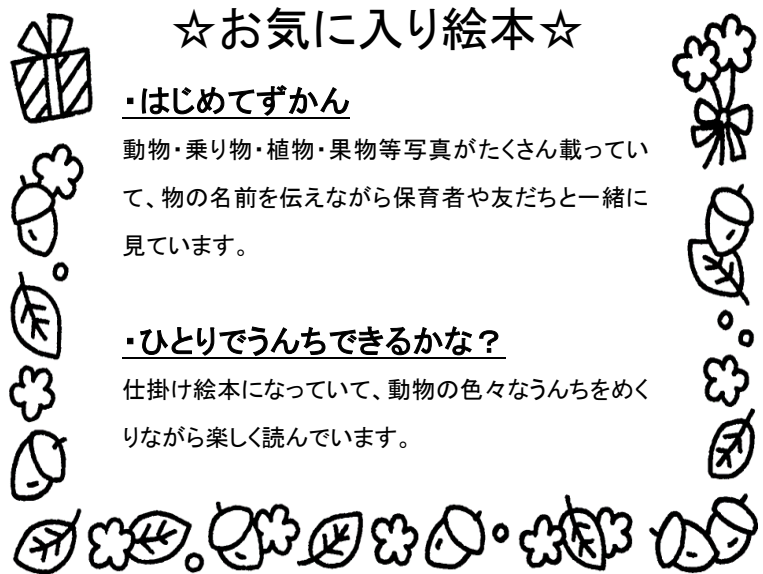 ☆お気に入り絵本☆
・はじめてずかん
動物・乗り物・植物・果物等写真がたくさん載ってい
て、物の名前を伝えながら保育者や友だちと一緒に
見ています。
・ひとりでうんちできるかな？
仕掛け絵本になっていて、動物の色々なうんちをめく
りながら楽しく読んでいます。